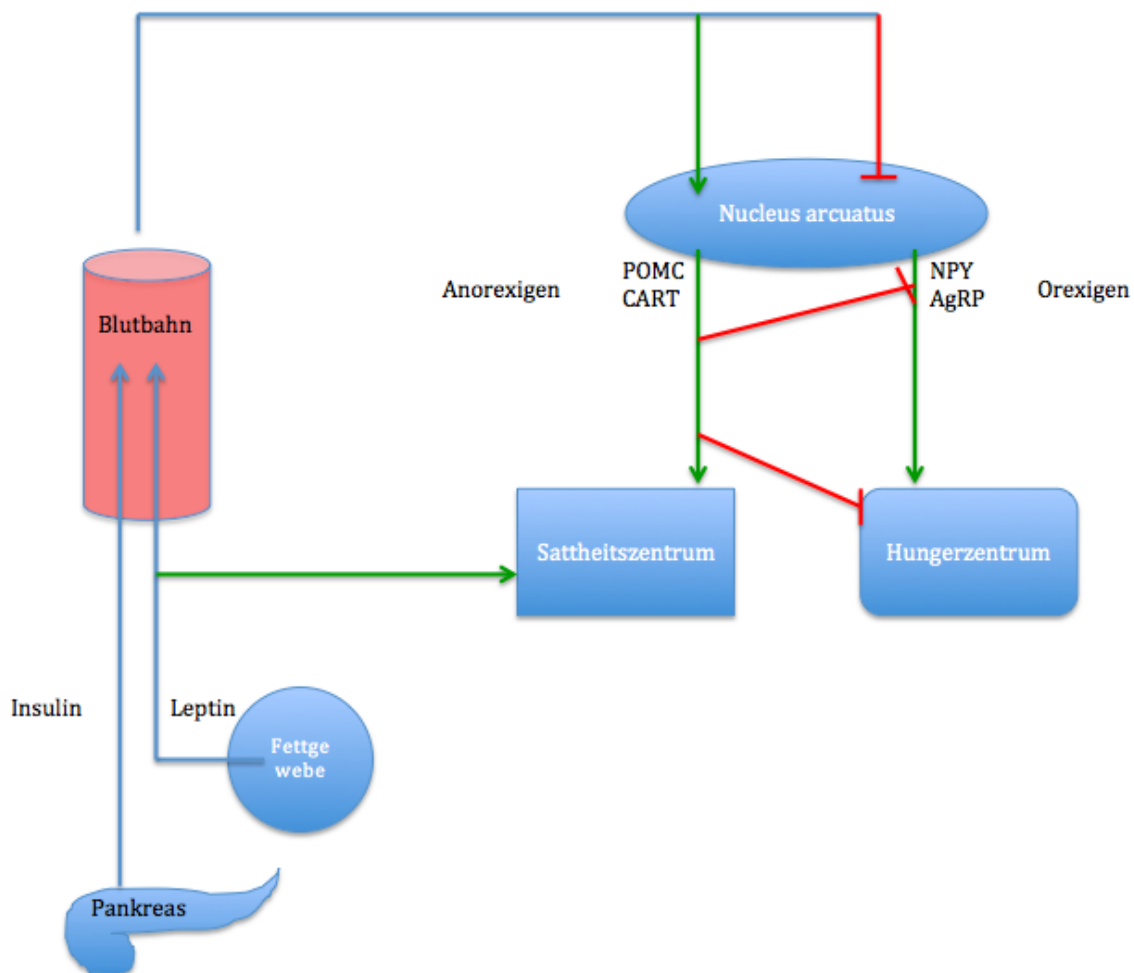 Nucleus arcuatus
Anorexigen
POMC
CART
NPY
AgRP
Orexigen
Blutbahn
Sattheitszentrum
Hungerzentrum
Insulin
Leptin
Fettge
webe
Pankreas